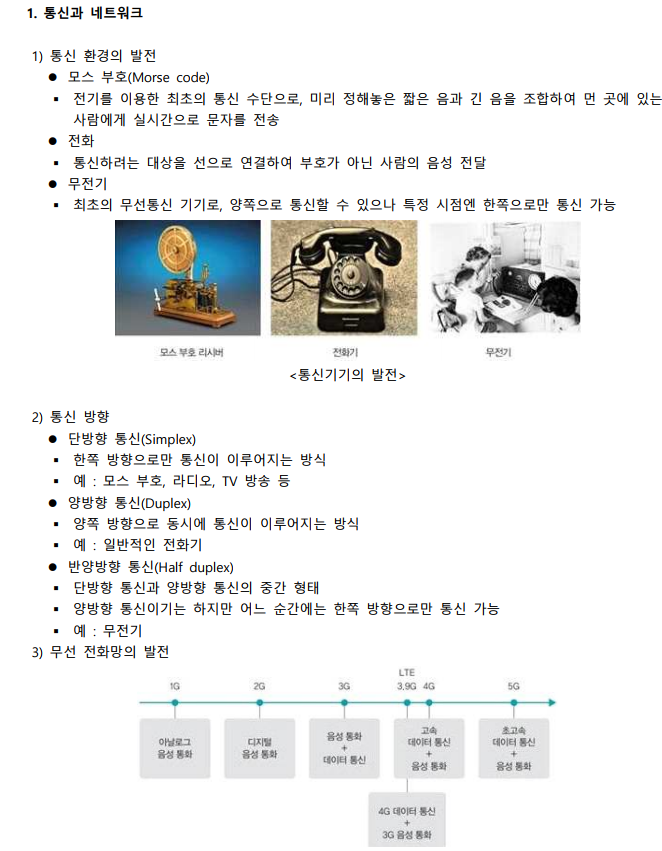 1. 통신과 네트워크
1) 통신 환경의 발전
● 모스 부호(Morse code)
▪ 전기를 이용한 최초의 통신 수단으로, 미리 정해놓은 짧은 음과 긴 음을 조합하여 먼 곳에 있는
사람에게 실시간으로 문자를 전송
● 전화
▪ 통신하려는 대상을 선으로 연결하여 부호가 아닌 사람의 음성 전달
● 무전기
▪ 최초의 무선통신 기기로, 양쪽으로 통신할 수 있으나 특정 시점엔 한쪽으로만 통신 가능
모스 부호 리시버 전화기 무전기
<통신기기의 발전>
2) 통신 방향
● 단방향 통신(Simplex)
▪ 한쪽 방향으로만 통신이 이루어지는 방식
▪ 예 : 모스 부호, 라디오, TV 방송 등
● 양방향 통신(Duplex)
▪ 양쪽 방향으로 동시에 통신이 이루어지는 방식
▪ 예 : 일반적인 전화기
● 반양방향 통신(Half duplex)
▪ 단방향 통신과 양방향 통신의 중간 형태
▪ 양방향 통신이기는 하지만 어느 순간에는 한쪽 방향으로만 통신 가능
▪ 예 : 무전기
3) 무선 전화망의 발전
1G
아날로그
음성 통화
2G
디지털
음성 통화
3G
음성 통화
+
데이터 통신
LTE
3.9G 4G
고속
데이터 통신
+
음성 통화
4G 데이터 통신
+
3G 음성 통화
5G
초고속
데이터 통신
+
음성 통화